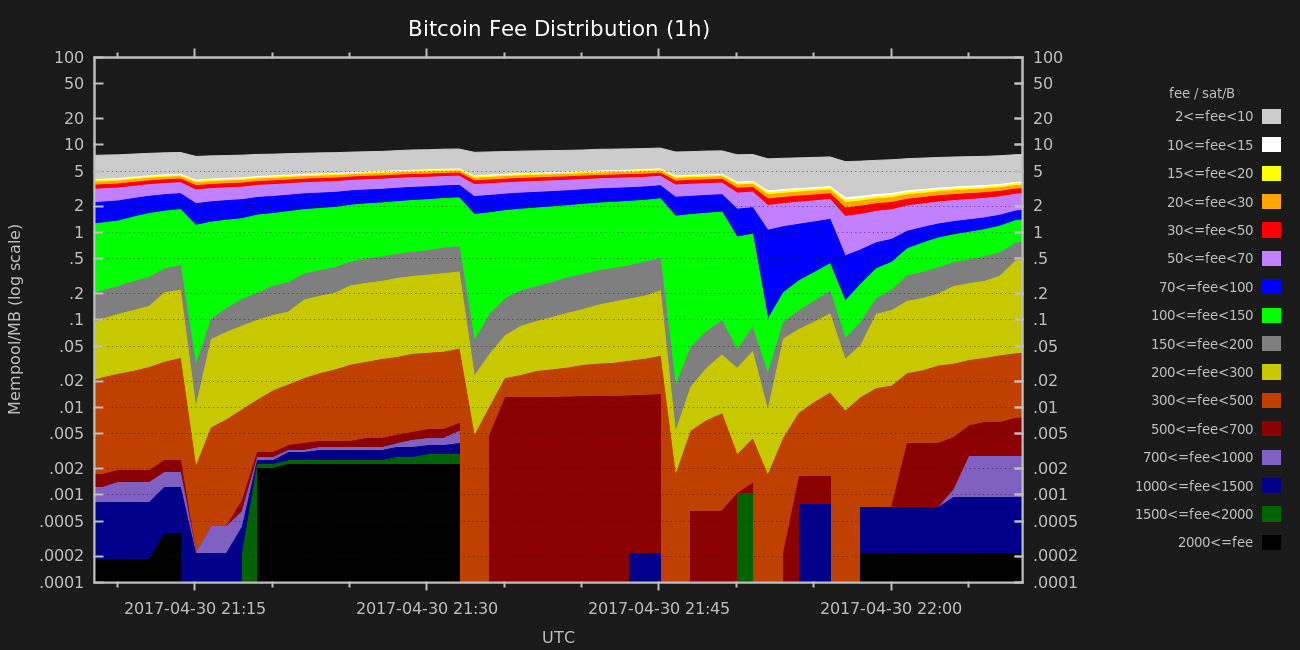 Bitcoin Fee Distribution (1h)
100 100
50 50
20 20
10 10
5 5
2 2
1 1
.5 .5
.2 .2
.1 .1
.05 .05
.02 .02
.01 .01
.005 .005
.002 .002
.001 .001
.0005 .0005
.0002 .0002
.0001 .0001
Mempool/MB (log scale)
2017-04-30 21:15 2017-04-30 21:30 2017-04-30 21:45 2017-04-30 22:00
UTC
fee / sat/B
2<=fee<10
10<=fee<15
15<=fee<20
20<=fee<30
30<=fee<50
50<=fee<70
70<=fee<100
100<=fee<150
150<=fee<200
200<=fee<300
300<=fee<500
500<=fee<700
700<=fee<1000
1000<=fee<1500
1500<=fee<2000
2000<=fee